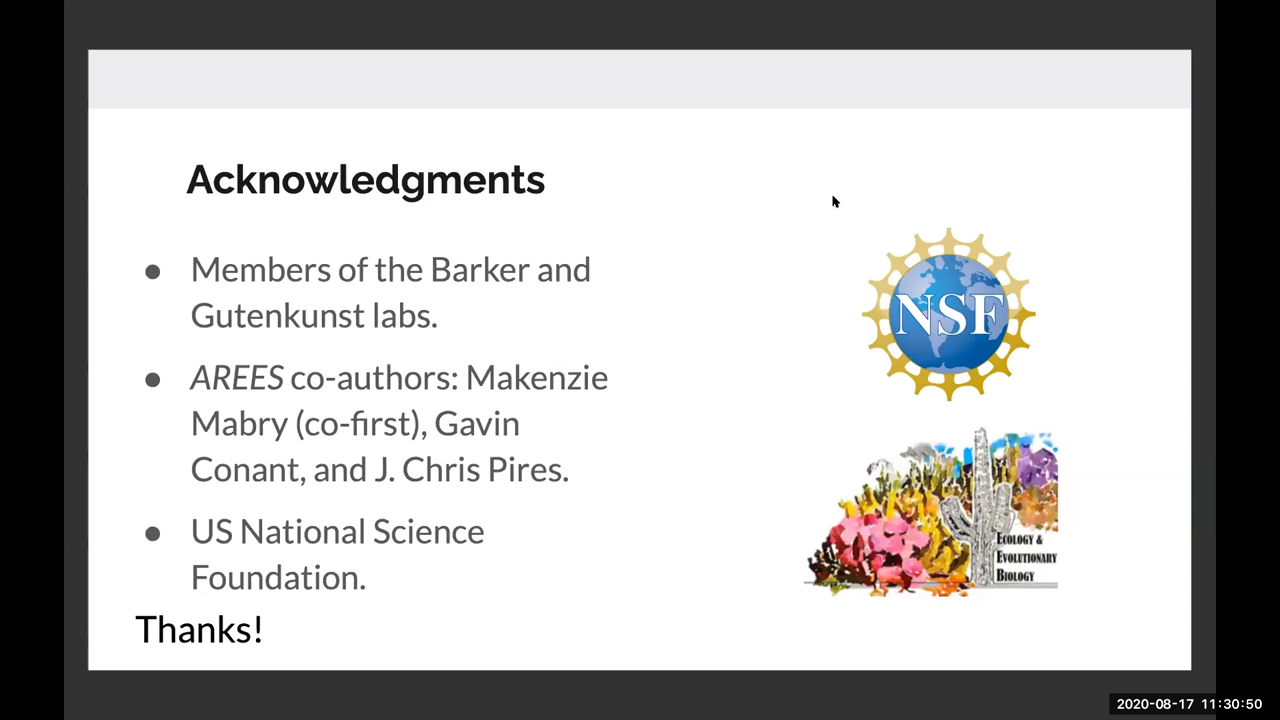 Acknowledgments
● Members of the Barker and
Gutenkunst labs.
● AREES co-authors: Makenzie
Mabry (co-first), Gavin
Conant, and J. Chris Pires.
● US National Science
Foundation.
Thanks!
NSF
ECOLOGY &
EVOLUTIONARY
BIOLOGY
2020-08-17 11:30:50